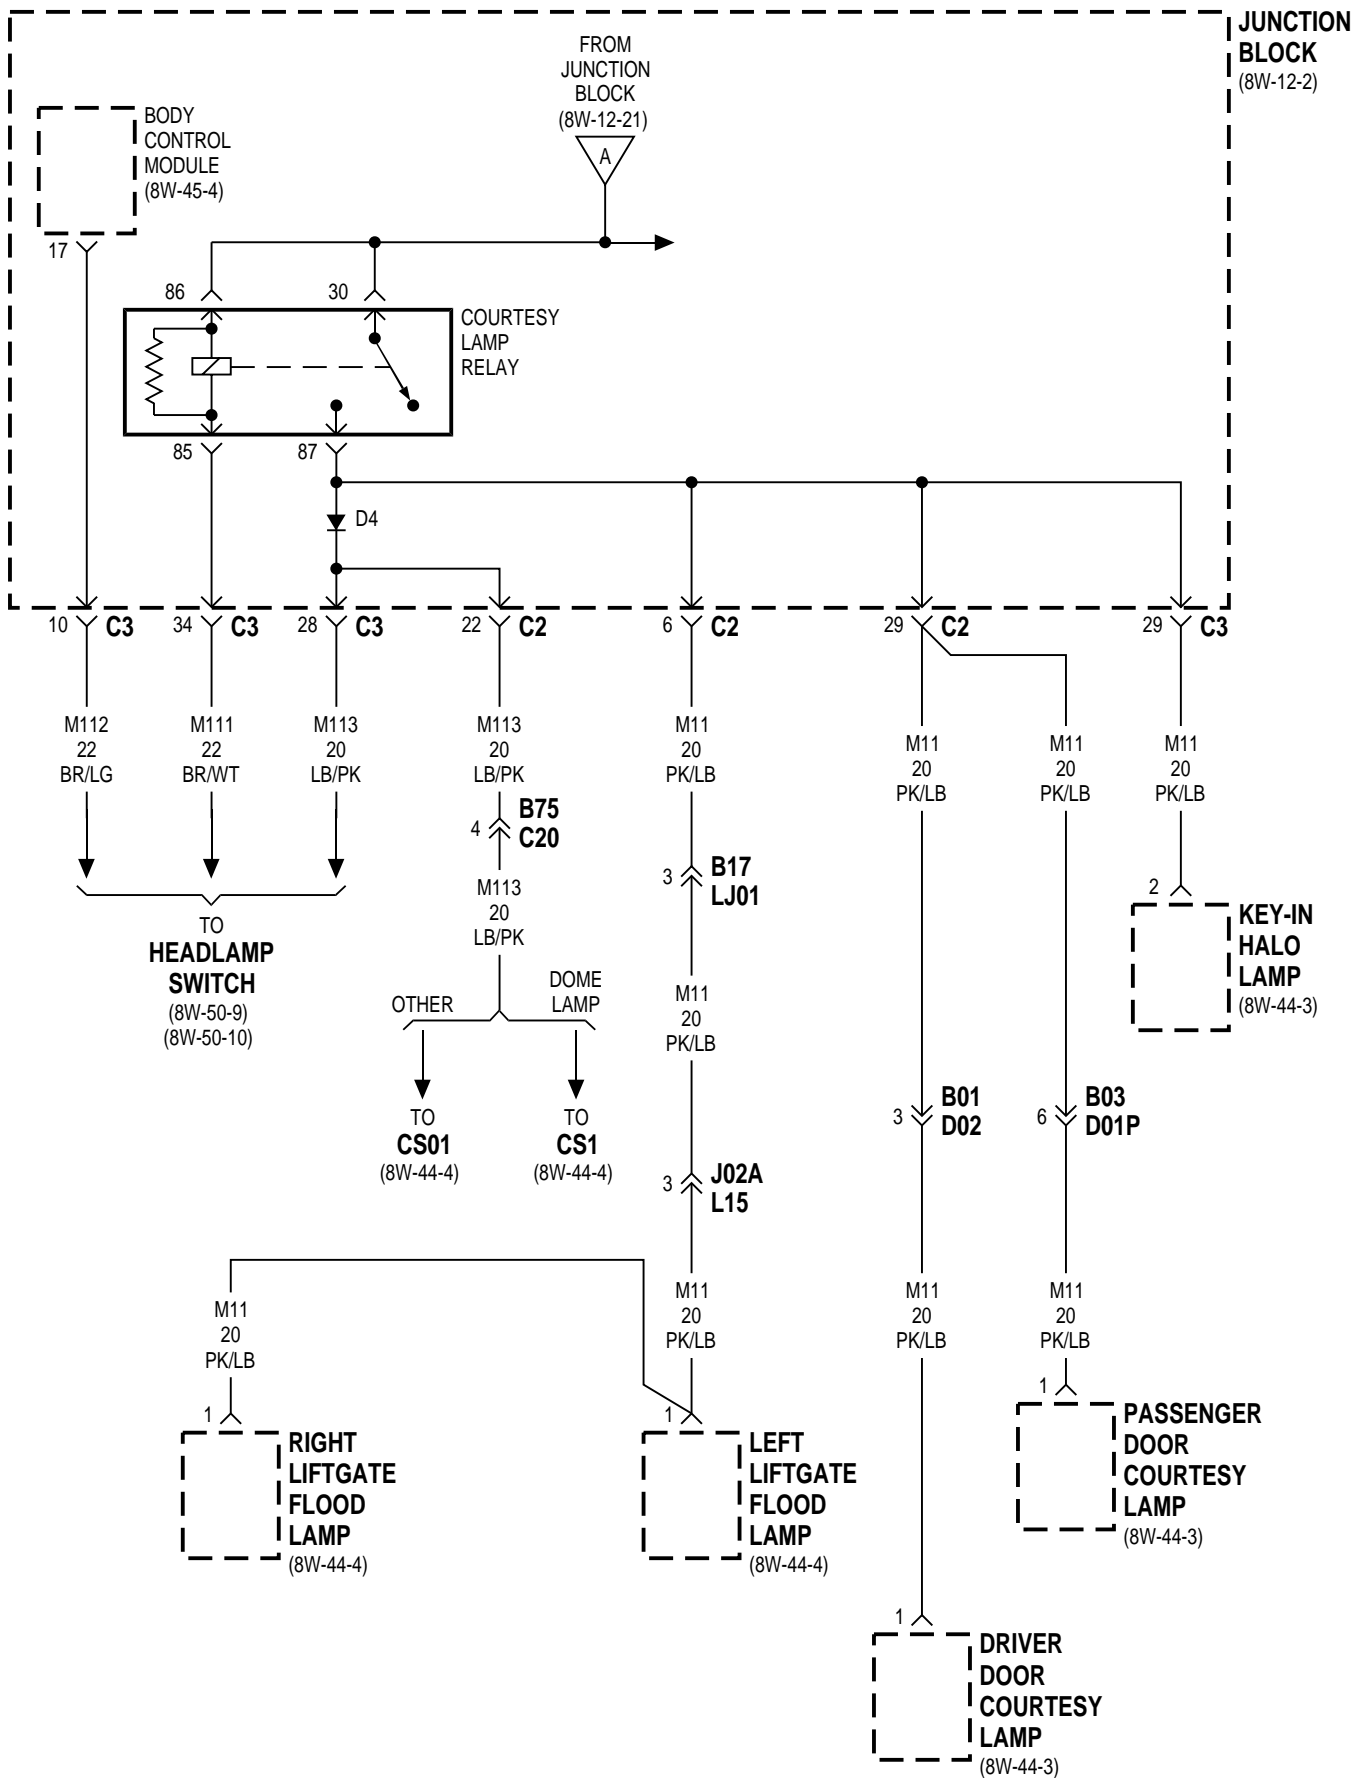 JUNCTION
BLOCK
(8W-12-2)
FROM
JUNCTION
BLOCK
(8W-12-21)
A
BODY
CONTROL
MODULE
(8W-45-4)
17
86
30
COURTESY
LAMP
RELAY
85
87
D4
10 C3
34 C3
28 C3
22 C2
6 C2
29 C2
29 C3
M112
22
BR/LG
M111
22
BR/WT
M113
20
LB/PK
M113
20
LB/PK
M11
20
PK/LB
M11
20
PK/LB
M11
20
PK/LB
M11
20
PK/LB
4
B75
C20
3
B17
LJ01
M113
20
LB/PK
2
KEY-IN
HALO
LAMP
(8W-44-3)
TO
HEADLAMP
SWITCH
(8W-50-9)
(8W-50-10)
OTHER
DOME
LAMP
M11
20
PK/LB
TO
CS01
(8W-44-4)
TO
CS1
(8W-44-4)
3
B01
D02
6
B03
D01P
3
J02A
L15
M11
20
PK/LB
M11
20
PK/LB
M11
20
PK/LB
M11
20
PK/LB
1
RIGHT
LIFTGATE
FLOOD
LAMP
(8W-44-4)
1
LEFT
LIFTGATE
FLOOD
LAMP
(8W-44-4)
1
PASSENGER
DOOR
COURTESY
LAMP
(8W-44-3)
1
DRIVER
DOOR
COURTESY
LAMP
(8W-44-3)